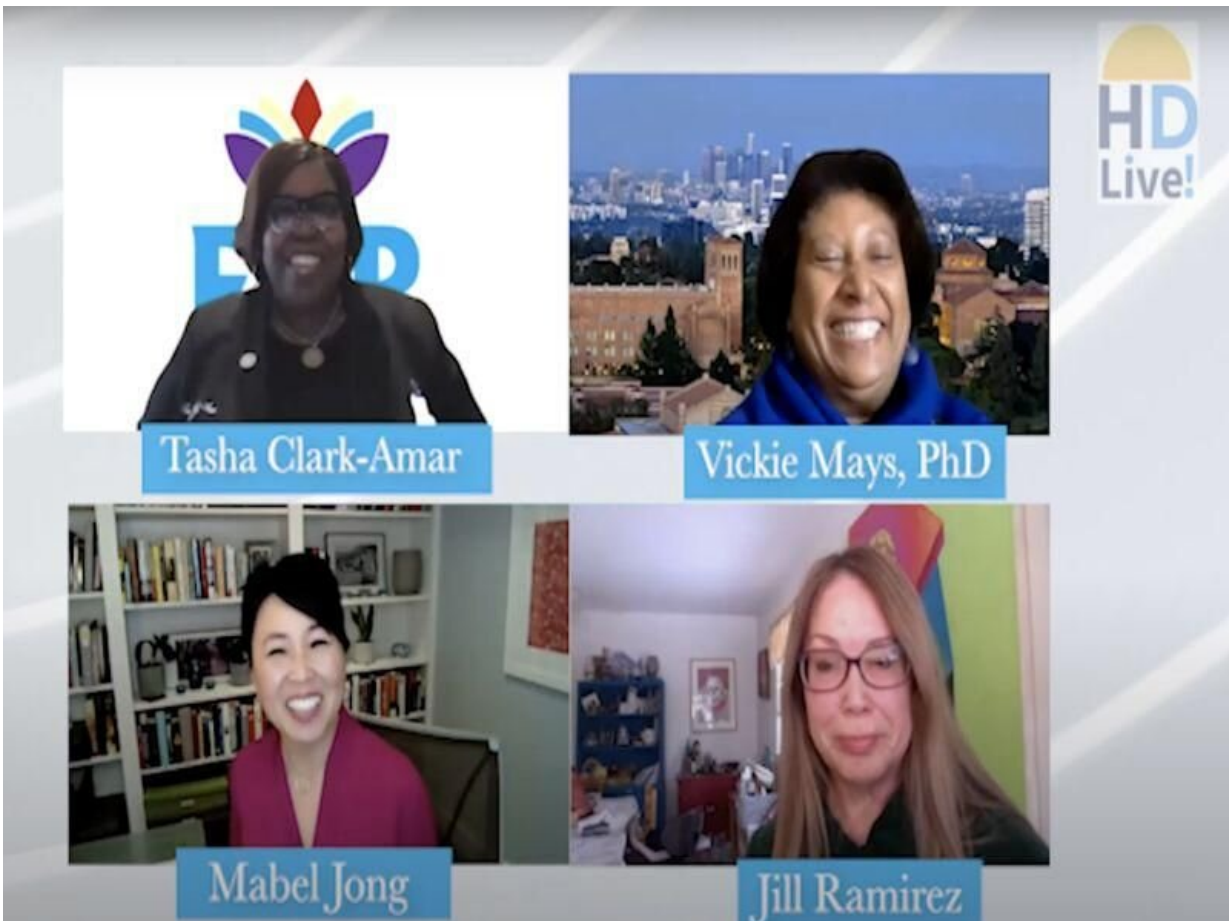 HD
Live!
Tasha Clark-Amar
Vickie Mays, PhD
Mabel Jong
Jill Ramirez